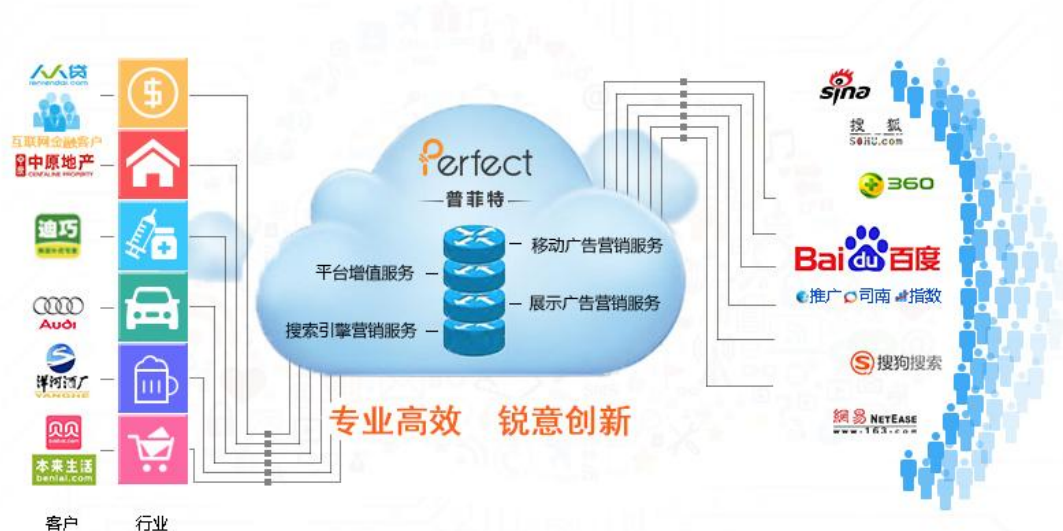 人人贷
renrendai.com
互联网金融客户
中原地产
CENTALINE PROPERTY
迪巧
Audi
洋河酒厂
YANGHE
贝贝
beibei.com
本来生活
benlai.com
客户
行业
Perfect
普菲特
移动广告营销服务
平台增值服务
展示广告营销服务
搜索引擎营销服务
专业高效 锐意创新
sina
搜狐
SOHU.com
360
Bai du 百度
推广 司南 指数
S 搜狗搜索
網易 NETEASE
www.163.com